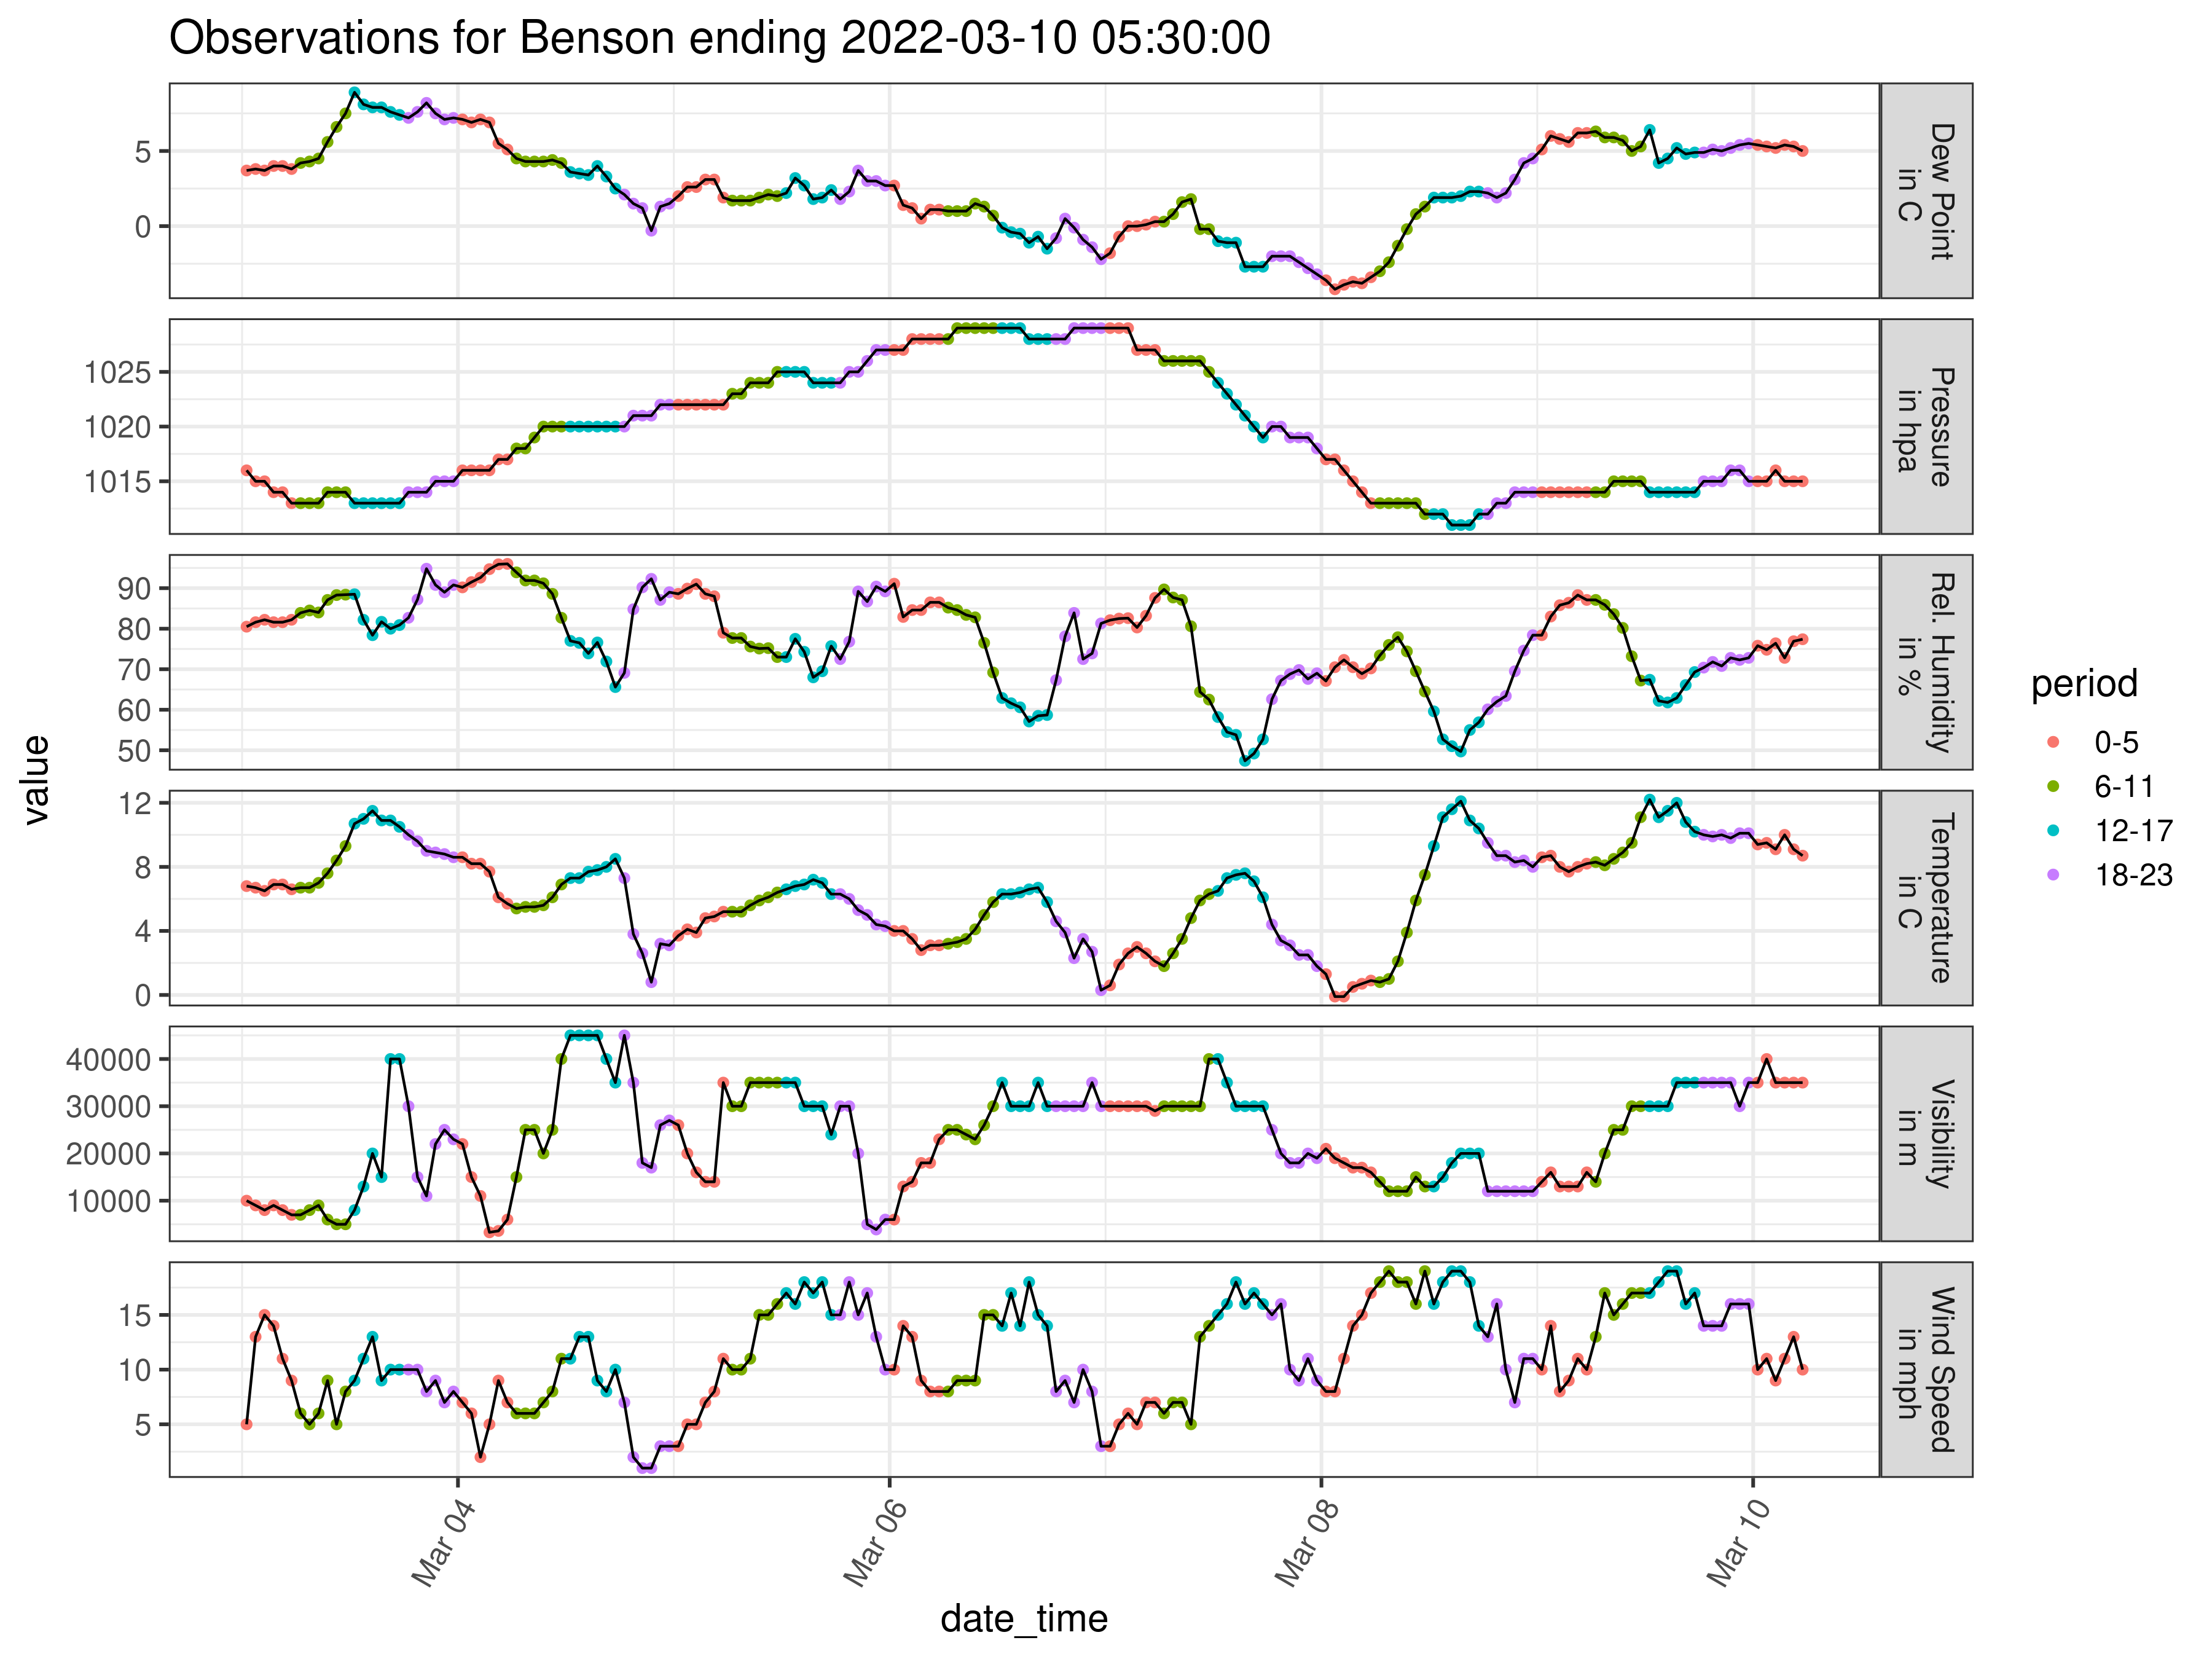 Observations for Benson ending 2022-03-10 05:30:00
value
5
0
Dew Point
in C
1025
1020
1015
Pressure
in hpa
90
80
70
60
50
Rel. Humidity
in %
12
8
4
0
Temperature
in C
40000
30000
20000
10000
Visibility
in m
15
10
5
Wind Speed
in mph
Mar 04
Mar 06
Mar 08
Mar 10
date_time
period
0-5
6-11
12-17
18-23